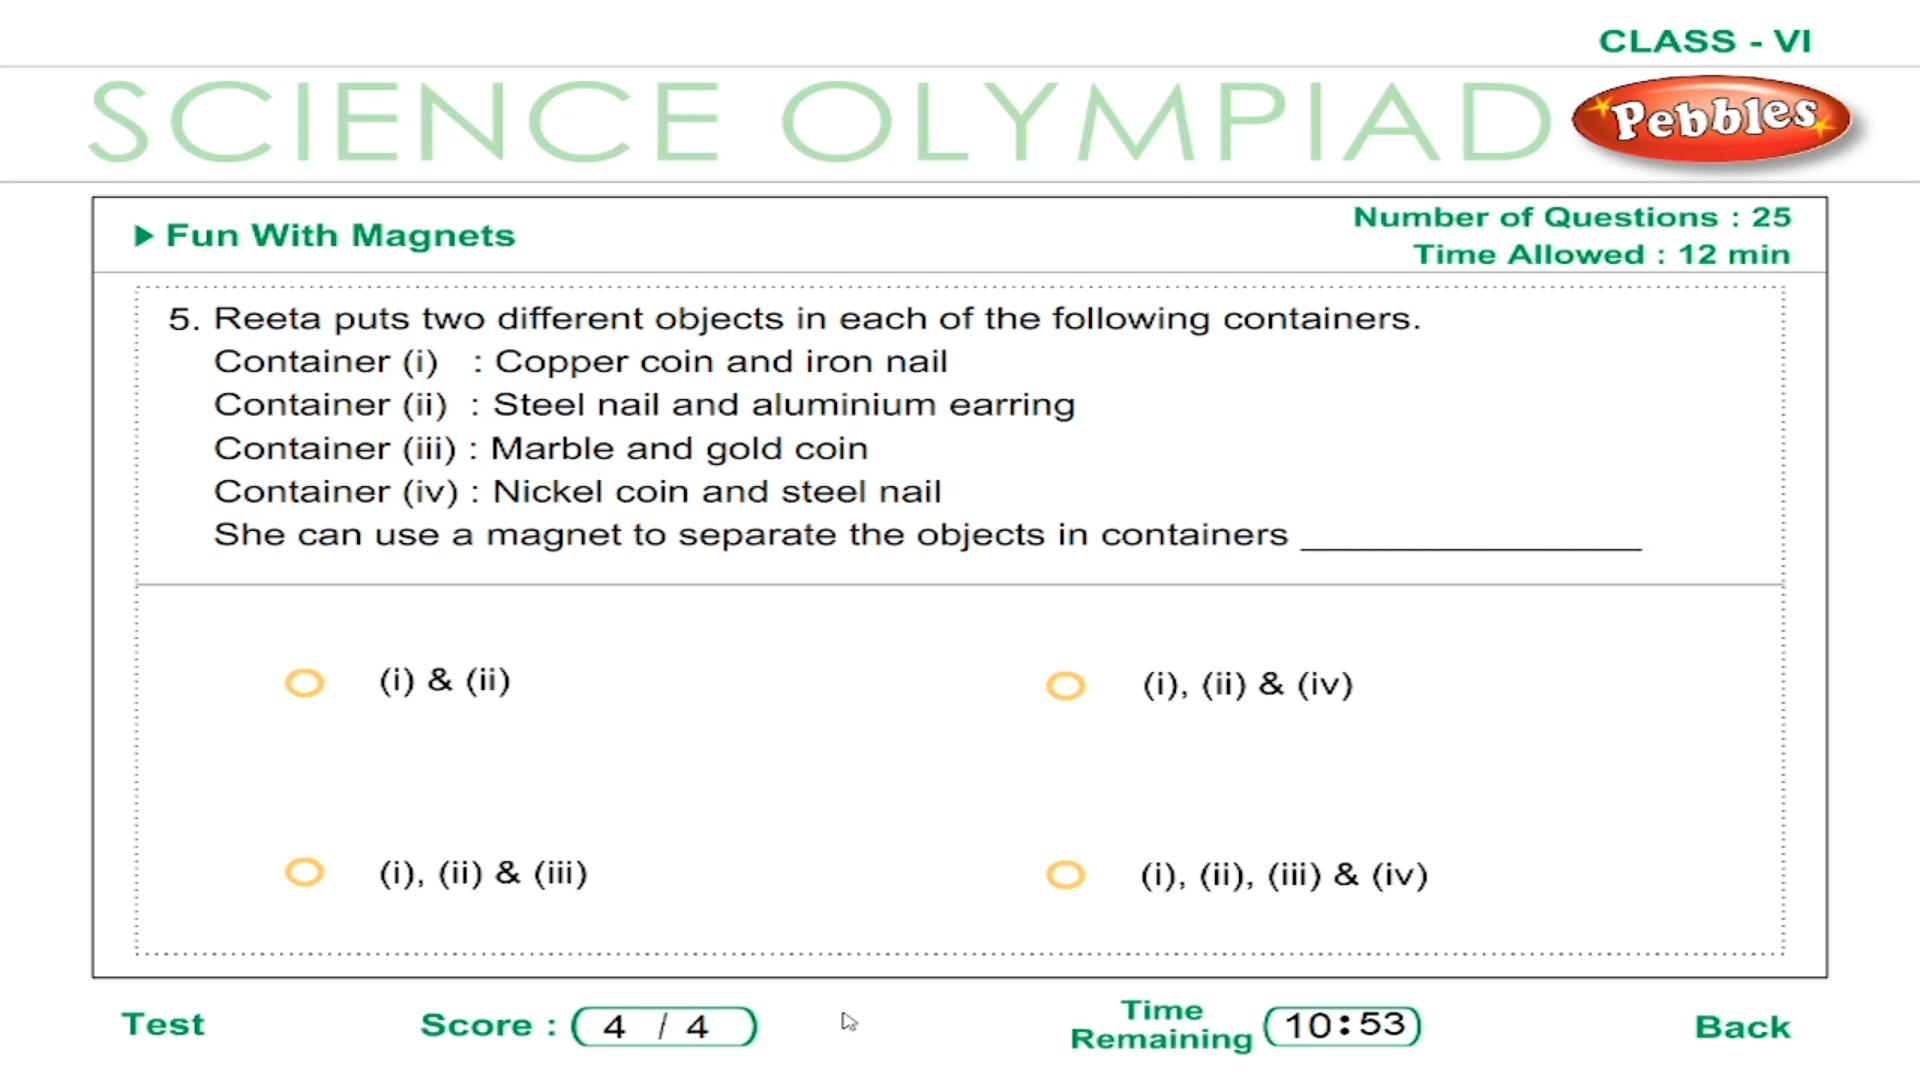 CLASS - VI
SCIENCE OLYMPIAD
Pebbles
Fun With Magnets
Number of Questions : 25
Time Allowed : 12 min
5. Reeta puts two different objects in each of the following containers.
Container (i) : Copper coin and iron nail
Container (ii) : Steel nail and aluminium earring
Container (iii) : Marble and gold coin
Container (iv) : Nickel coin and steel nail
She can use a magnet to separate the objects in containers ____________________
(i) & (ii)
(i), (ii) & (iv)
(i), (ii) & (iii)
(i), (ii), (iii) & (iv)
Test
Score : 4 / 4
Time
Remaining 10:53
Back